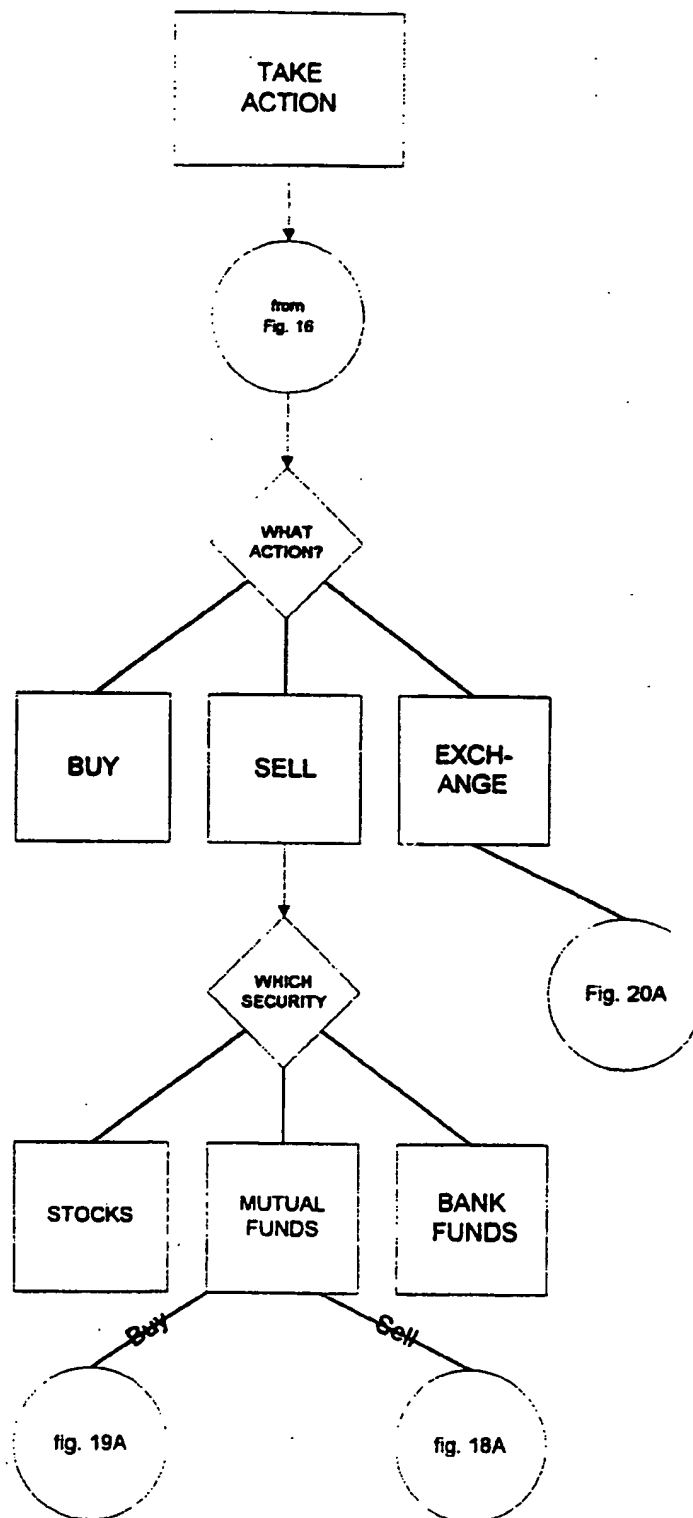 TAKE
ACTION
from
Fig. 16
WHAT
ACTION?
BUY
SELL
EXCH-
ANGE
Fig. 20A
WHICH
SECURITY
STOCKS
MUTUAL
FUNDS
BANK
FUNDS
Buy
Sell
fig. 19A
fig. 18A